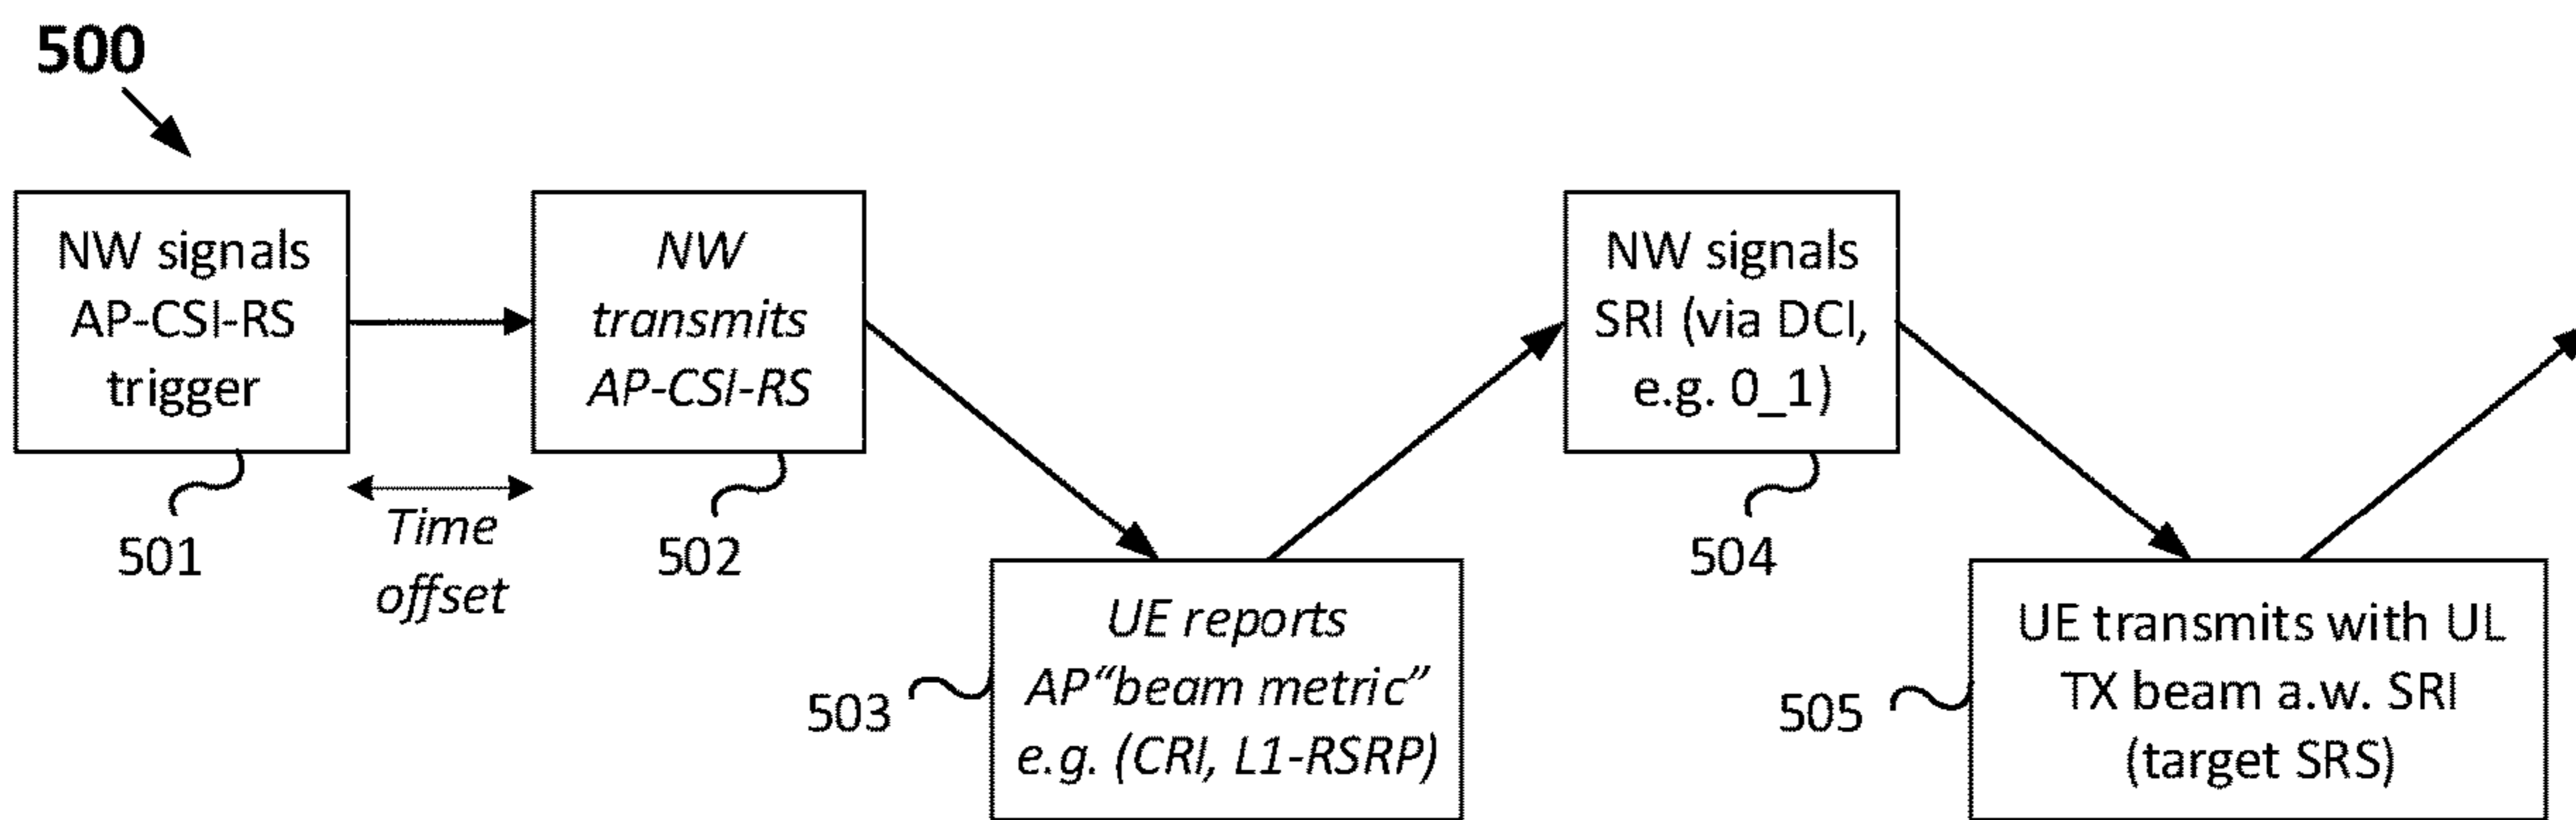 500
NW signals
AP-CSI-RS
trigger
501
Time
offset
NW
transmits
AP-CSI-RS
502
UE reports
AP“beam metric”
e.g. (CRI, L1-RSRP)
503
NW signals
SRI (via DCI,
e.g. 0_1)
504
UE transmits with UL
TX beam a.w. SRI
(target SRS)
505